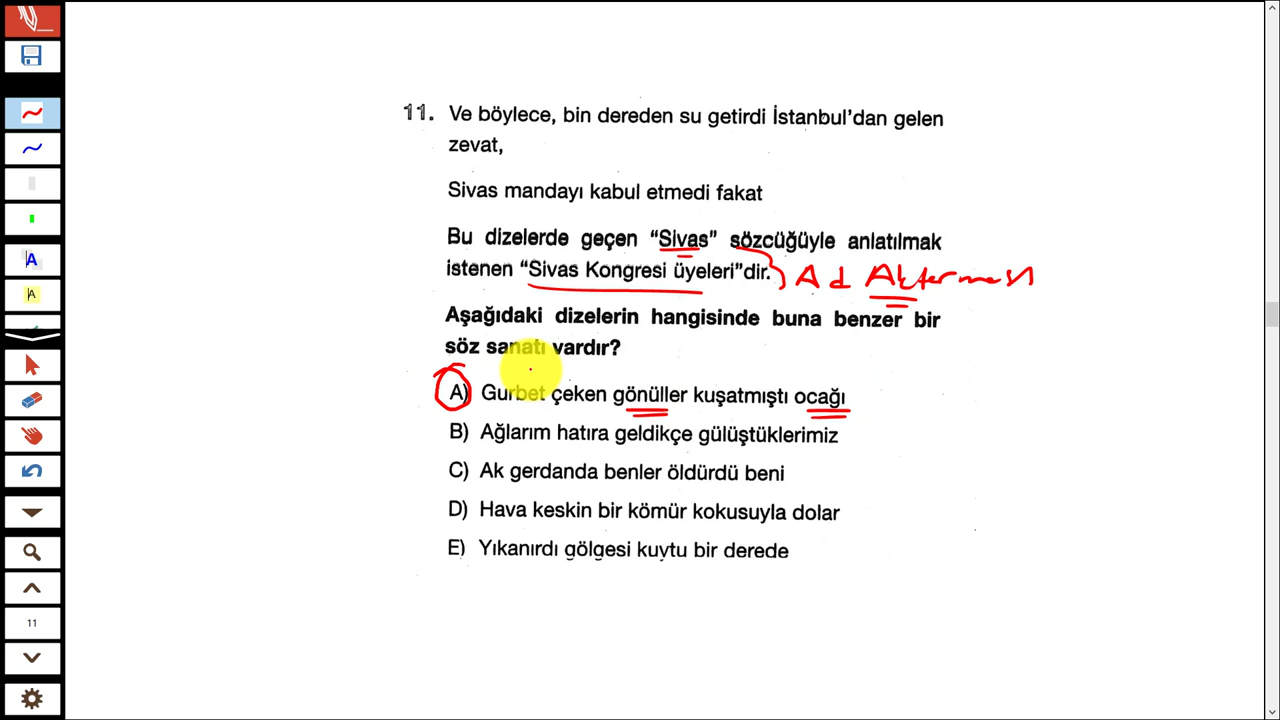 11. Ve böylece, bin dereden su getirdi İstanbul'dan gelen
zevat,
Sivas mandayı kabul etmedi fakat
Bu dizelerde geçen “Sivas” sözcüğüyle anlatılmak
istenen “Sivas Kongresi üyeleri”dir.
Ad Aktarması
Aşağıdaki dizelerin hangisinde buna benzer bir
söz sanatı vardır?
A) Gurbet çeken gönüller kuşatmıştı ocağı
B) Ağlarım hatıra geldikçe gülüştüklerimiz
C) Ak gerdanda benler öldürdü beni
D) Hava keskin bir kömür kokusuyla dolar
E) Yıkanırdı gölgesi kuytu bir derede
A
A
11